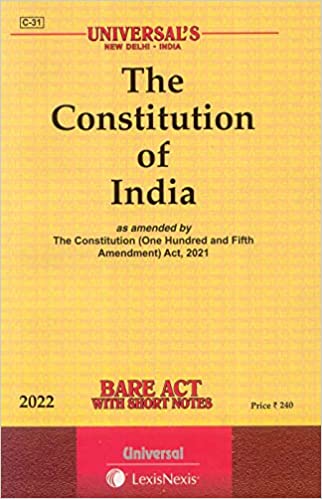 C-31
UNIVERSAL'S
NEW DELHI - INDIA
The
Constitution
of
India
as amended by
The Constitution (One Hundred and Fifth
Amendment) Act, 2021
2022
BARE ACT
WITH SHORT NOTES
Price ₹ 240
Universal
LexisNexis®